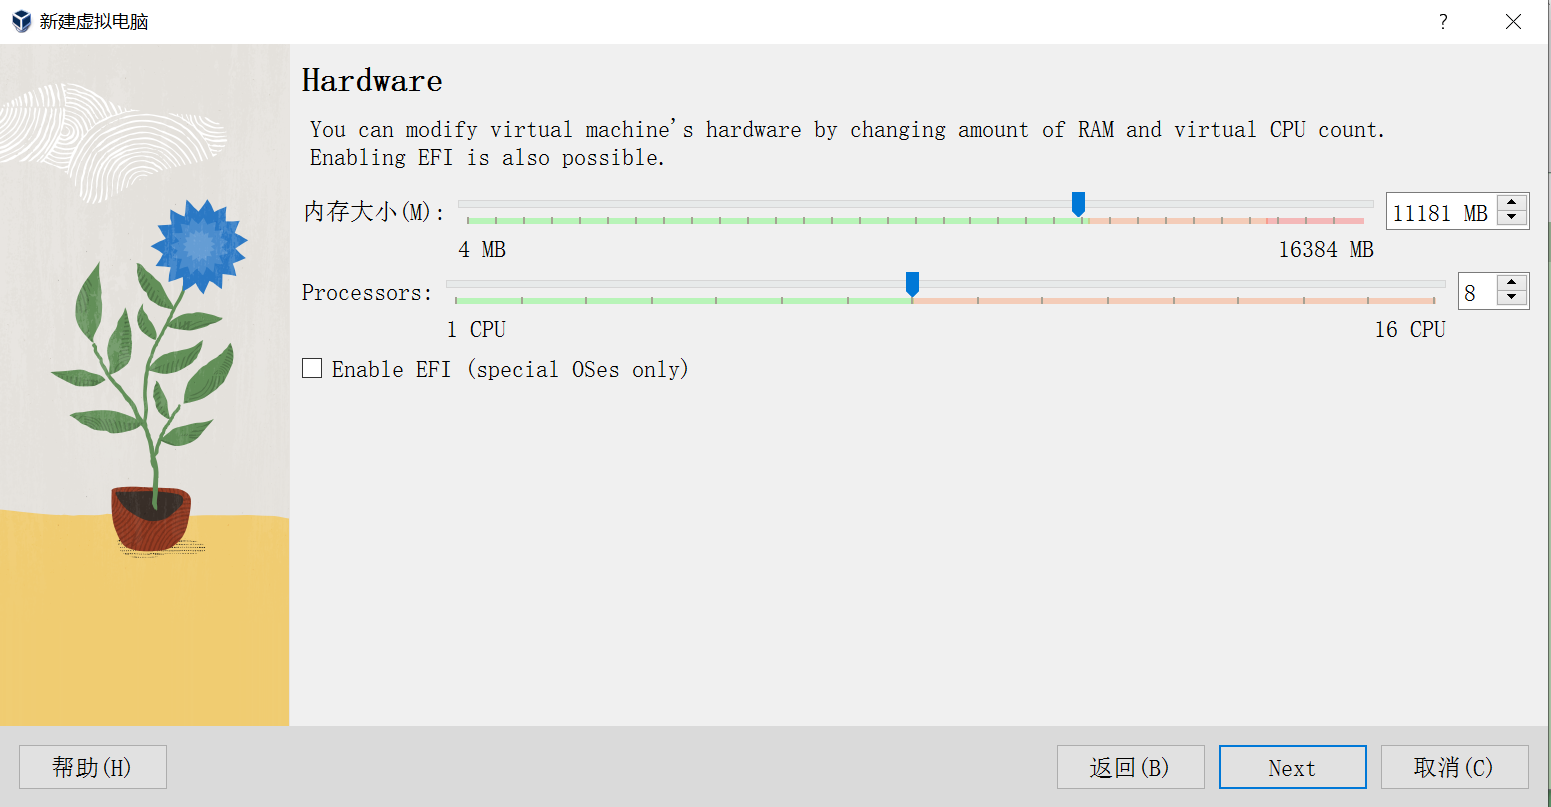 新建虚拟电脑
?
Hardware
You can modify virtual machine's hardware by changing amount of RAM and virtual CPU count.
Enabling EFI is also possible.
内存大小(M): 11181 MB
4 MB 16384 MB
Processors: 8
1 CPU 16 CPU
Enable EFI (special OSes only)
帮助(H) 返回(B) Next 取消(C)